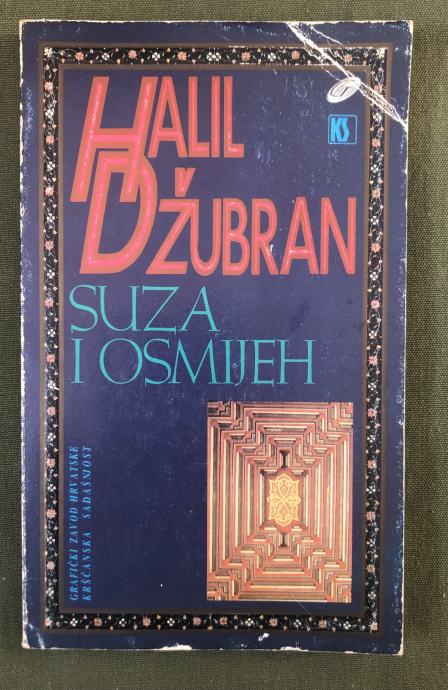 HALIL
DŽUBRAN
KS
SUZA
I OSMIJEH
GRAFIČKI ZAVOD HRVATSKE
KRŠĆANSKA SADAŠNJOST